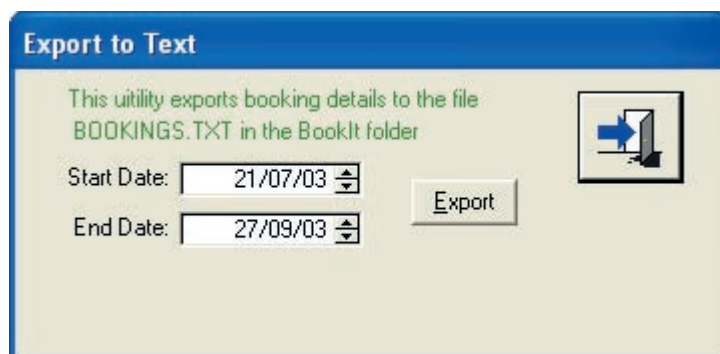 Export to Text
This uitility exports booking details to the file
BOOKINGS.TXT in the BookIt folder
Start Date: 21/07/03
Export
End Date: 27/09/03